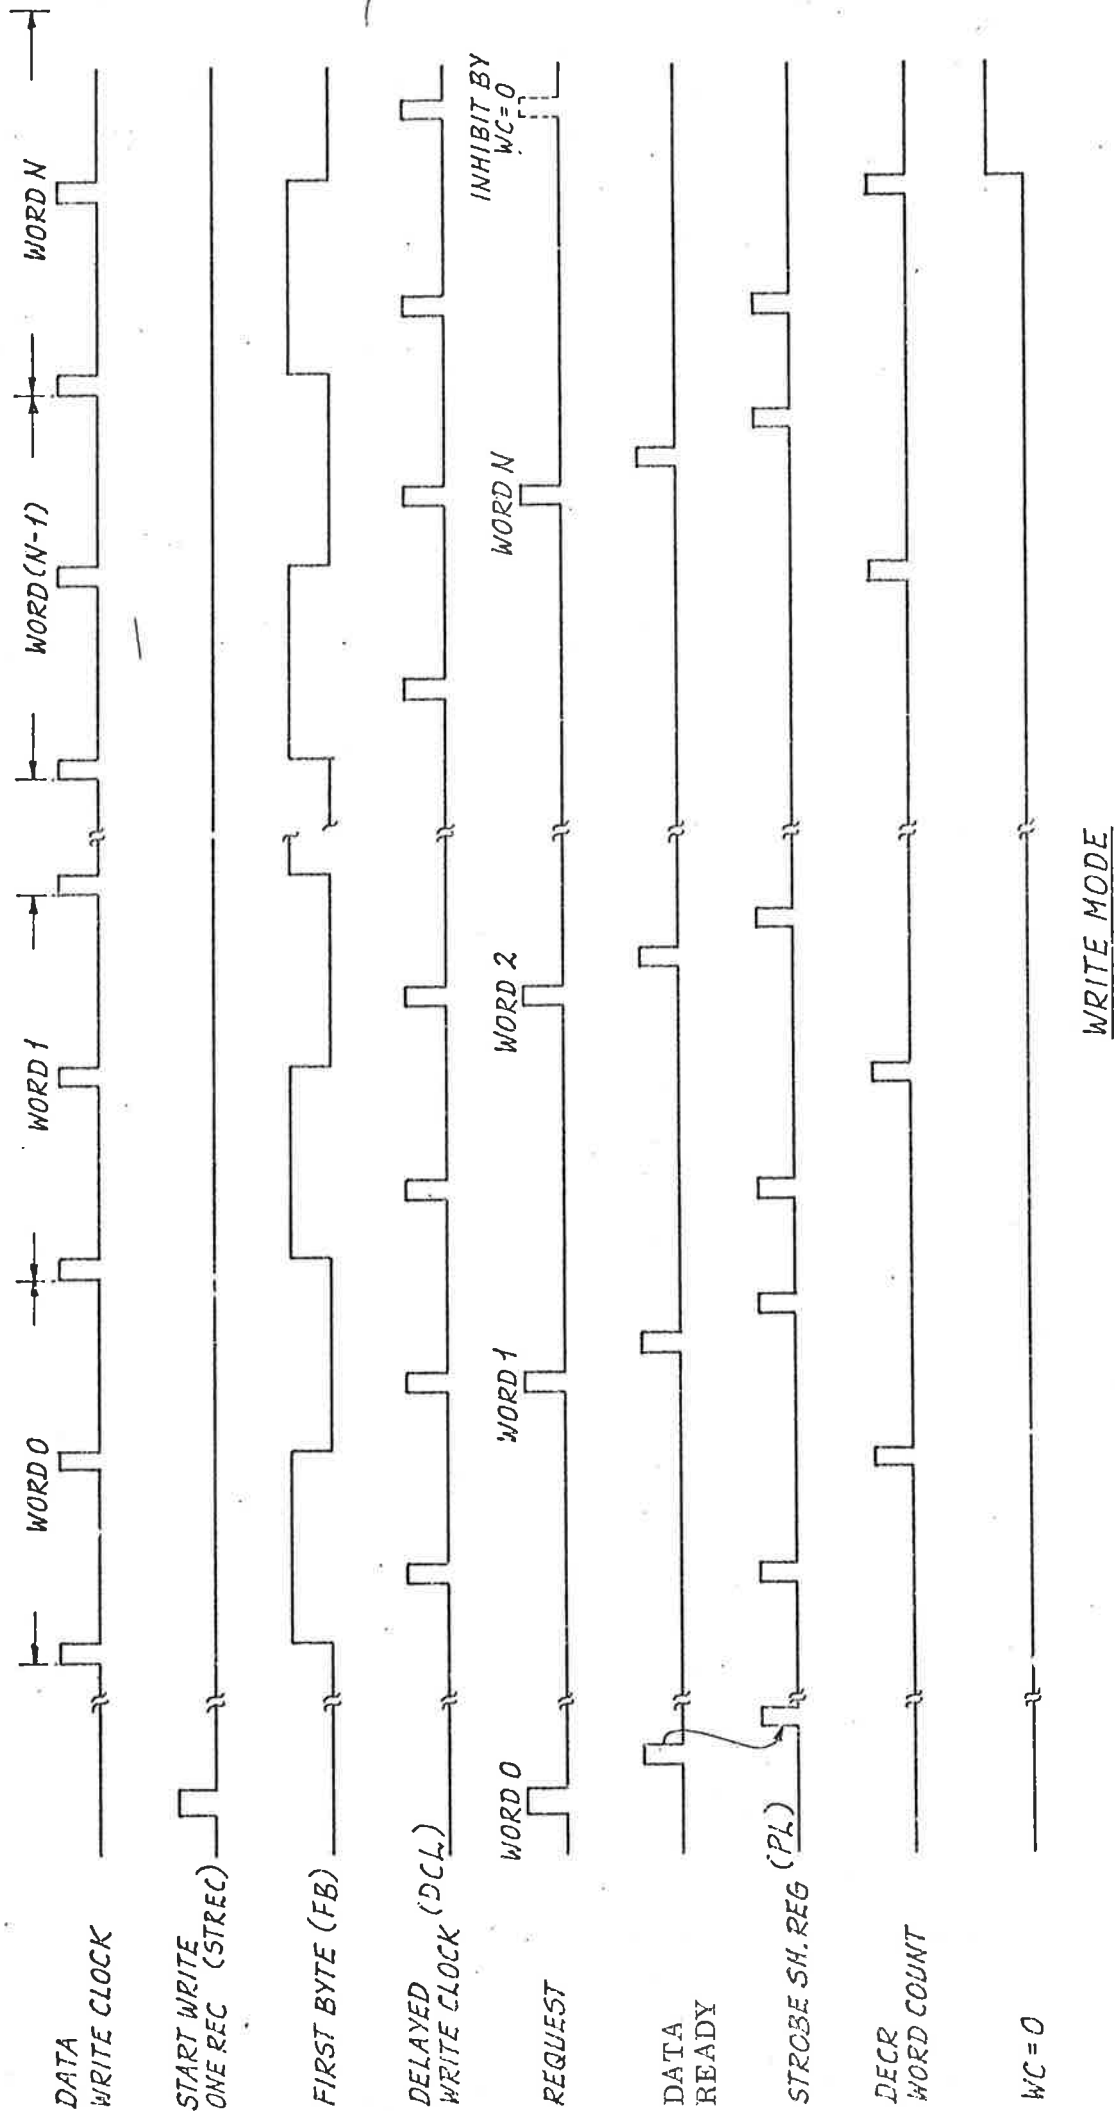 WORD 0
WORD 1
WORD (N-1)
WORD N
DATA
WRITE CLOCK
START WRITE
ONE REC (STREC)
FIRST BYTE (FB)
DELAYED
WRITE CLOCK (DCL)
WORD 0
WORD 1
WORD 2
WORD N
INHIBIT BY
WC=0
REQUEST
DATA
READY
STROBE SH. REG (PL)
DECR
WORD COUNT
WC=0
WRITE MODE